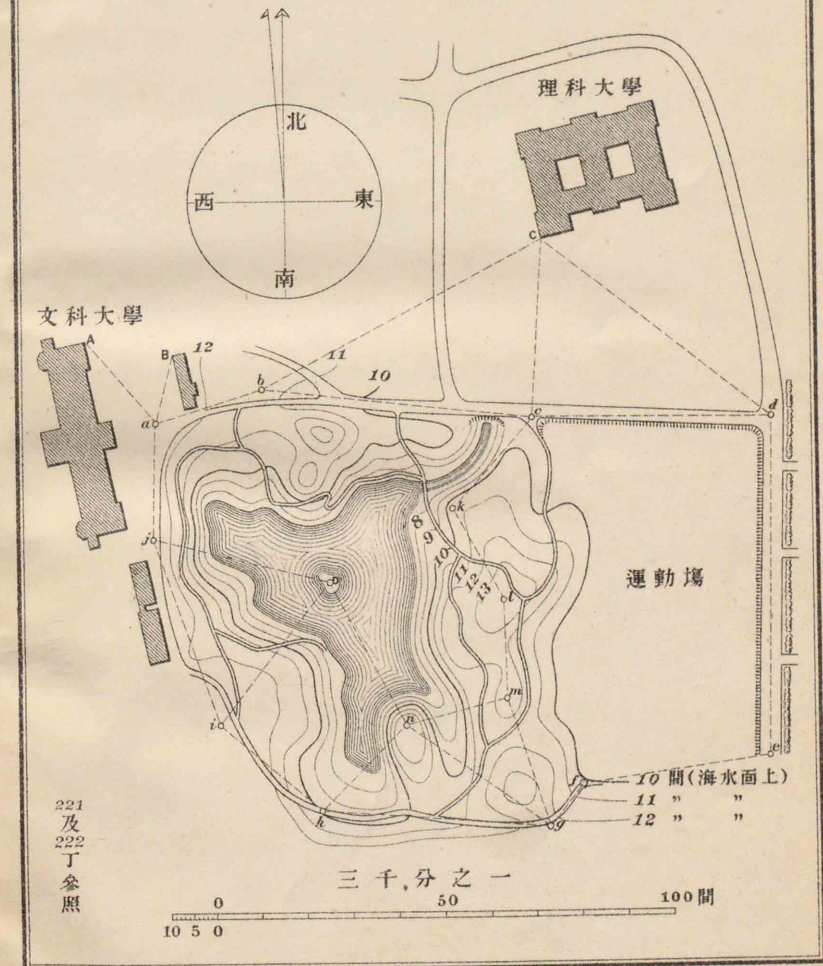 北
西 東
南
理科大學
文科大學
A
B
C
12
11
10
a
b
c
d
j
k
8
9
10
11
12
13
o
l
運動場
m
n
i
h
f
g
e
10 間(海水面上)
11 〃 〃
12 〃 〃
221
及
222
丁
參
照
三千分之一
0 50 100間
10 5 0